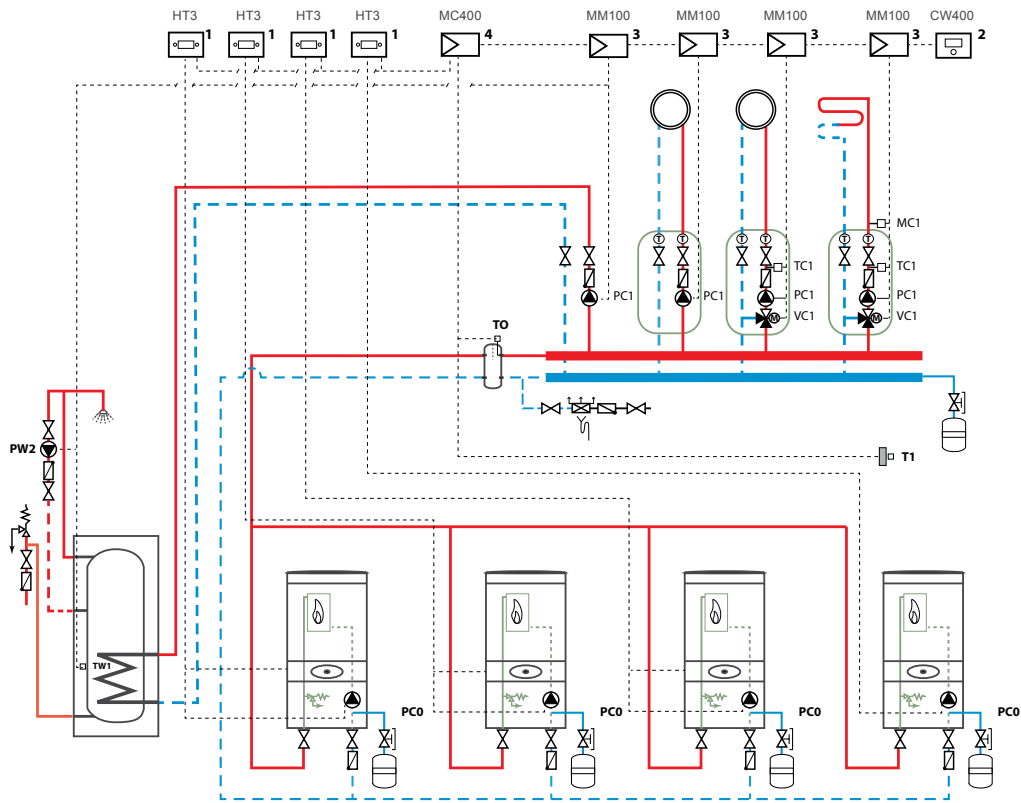 HT3 HT3 HT3 HT3 MC400 MM100 MM100 MM100 MM100 CW400
1 1 1 1 4 3 3 3 3 2
MC1
T T T T T T
TC1 TC1
PC1 PC1 PC1 PC1
M VC1 M VC1
TO
PW2
T1
TW1
PC0 PC0 PC0 PC0